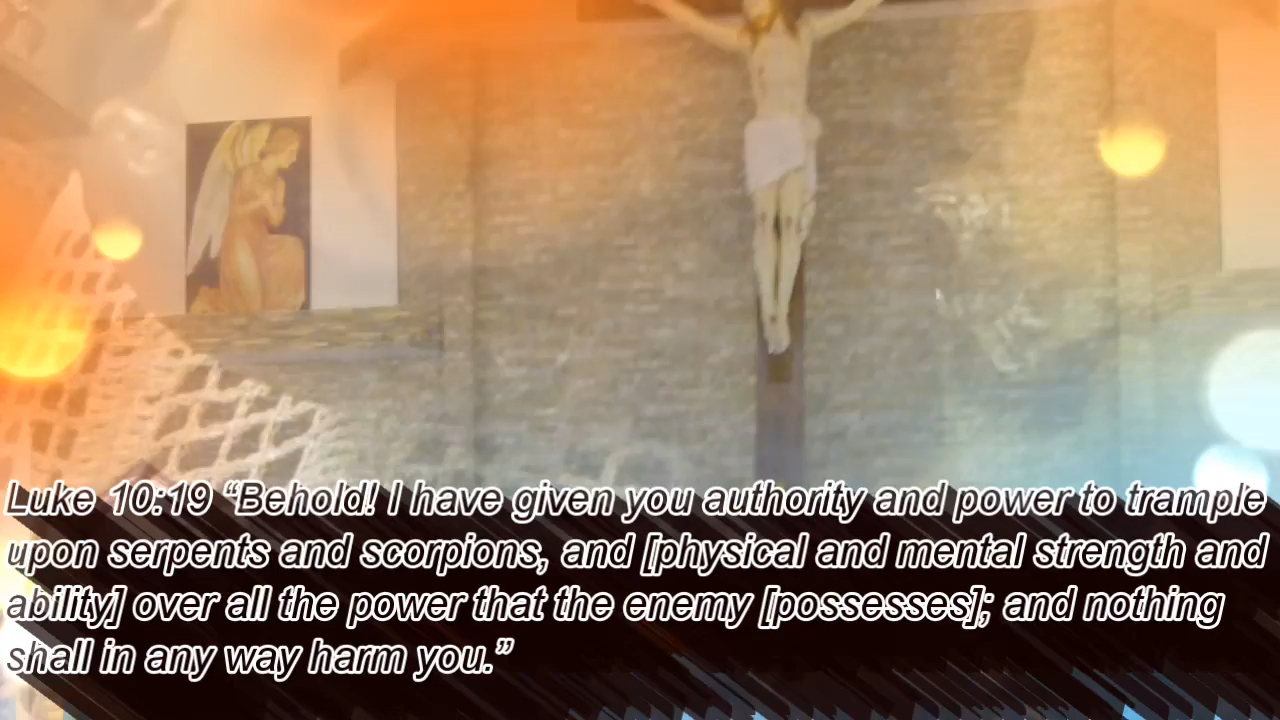 Luke 10:19 “Behold! I have given you authority and power to trample
upon serpents and scorpions, and [physical and mental strength and
ability] over all the power that the enemy [possesses]; and nothing
shall in any way harm you.”